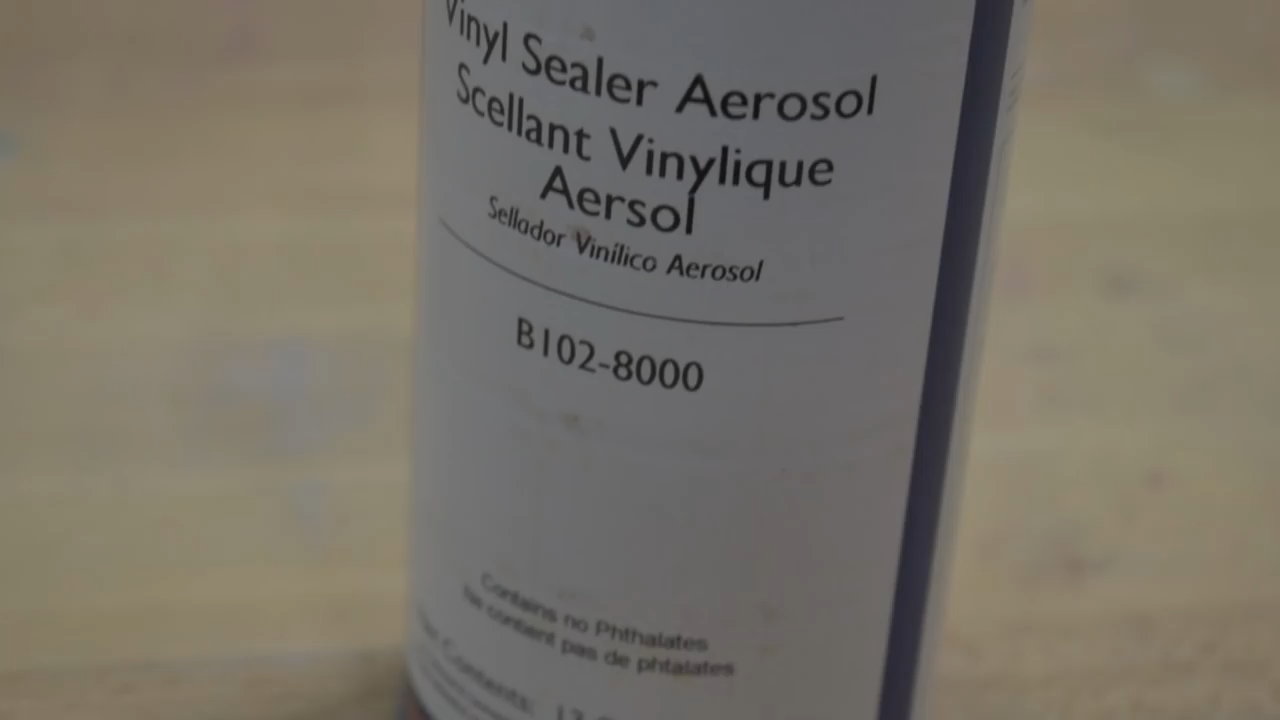 Vinyl Sealer Aerosol
Scellant Vinylique
Aersol
Sellador Vinílico Aerosol
B102-8000
Contains no Phthalates
Ne contient pas de phtalates
Contents: